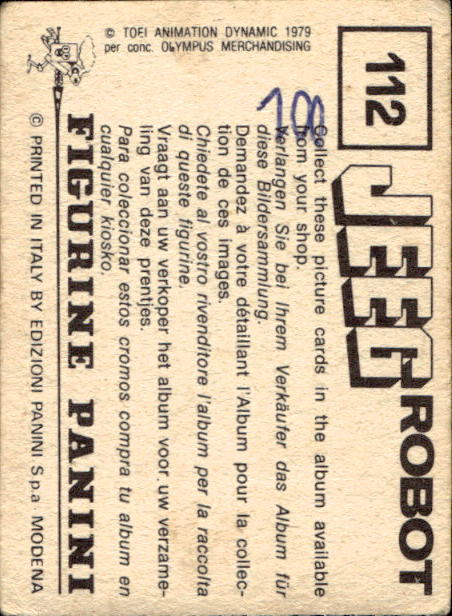 © TOEI ANIMATION DYNAMIC 1979
per conc. OLYMPUS MERCHANDISING
112
JEEG ROBOT
100
Collect these picture cards in the album available
from your shop.
Verlangen Sie bei Ihrem Verkäufer das Album für
diese Bildersammlung.
Demandez à votre détaillant l'Album pour la collec-
tion de ces images.
Chiedete al vostro rivenditore l'album per la raccolta
di queste figurine.
Vraagt aan uw verkoper het album voor uw verzame-
ling van deze prentjes.
Para coleccionar estos cromos compra tu album en
cualquier kiosko.
FIGURINE PANINI
© PRINTED IN ITALY BY EDIZIONI PANINI S.p.a MODENA